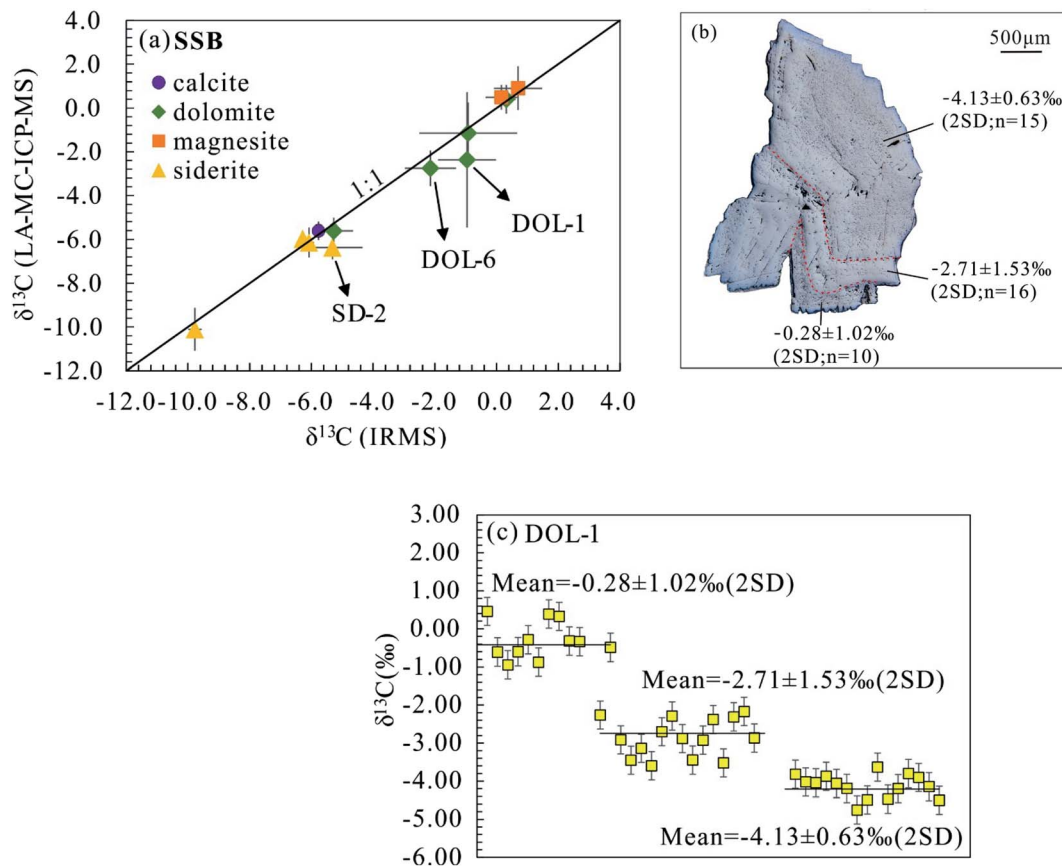 (a) SSB
calcite
dolomite
magnesite
siderite
1:1
DOL-1
DOL-6
SD-2
4.0
2.0
0.0
-2.0
-4.0
-6.0
-8.0
-10.0
-12.0
δ¹³C (LA-MC-ICP-MS)
-12.0 -10.0 -8.0 -6.0 -4.0 -2.0 0.0 2.0 4.0
δ¹³C (IRMS)
(b)
500μm
-4.13±0.63‰
(2SD;n=15)
-2.71±1.53‰
(2SD;n=16)
-0.28±1.02‰
(2SD;n=10)
(c) DOL-1
Mean=-0.28±1.02‰(2SD)
Mean=-2.71±1.53‰(2SD)
Mean=-4.13±0.63‰(2SD)
3.00
2.00
1.00
0.00
-1.00
-2.00
-3.00
-4.00
-5.00
-6.00
δ¹³C(‰)